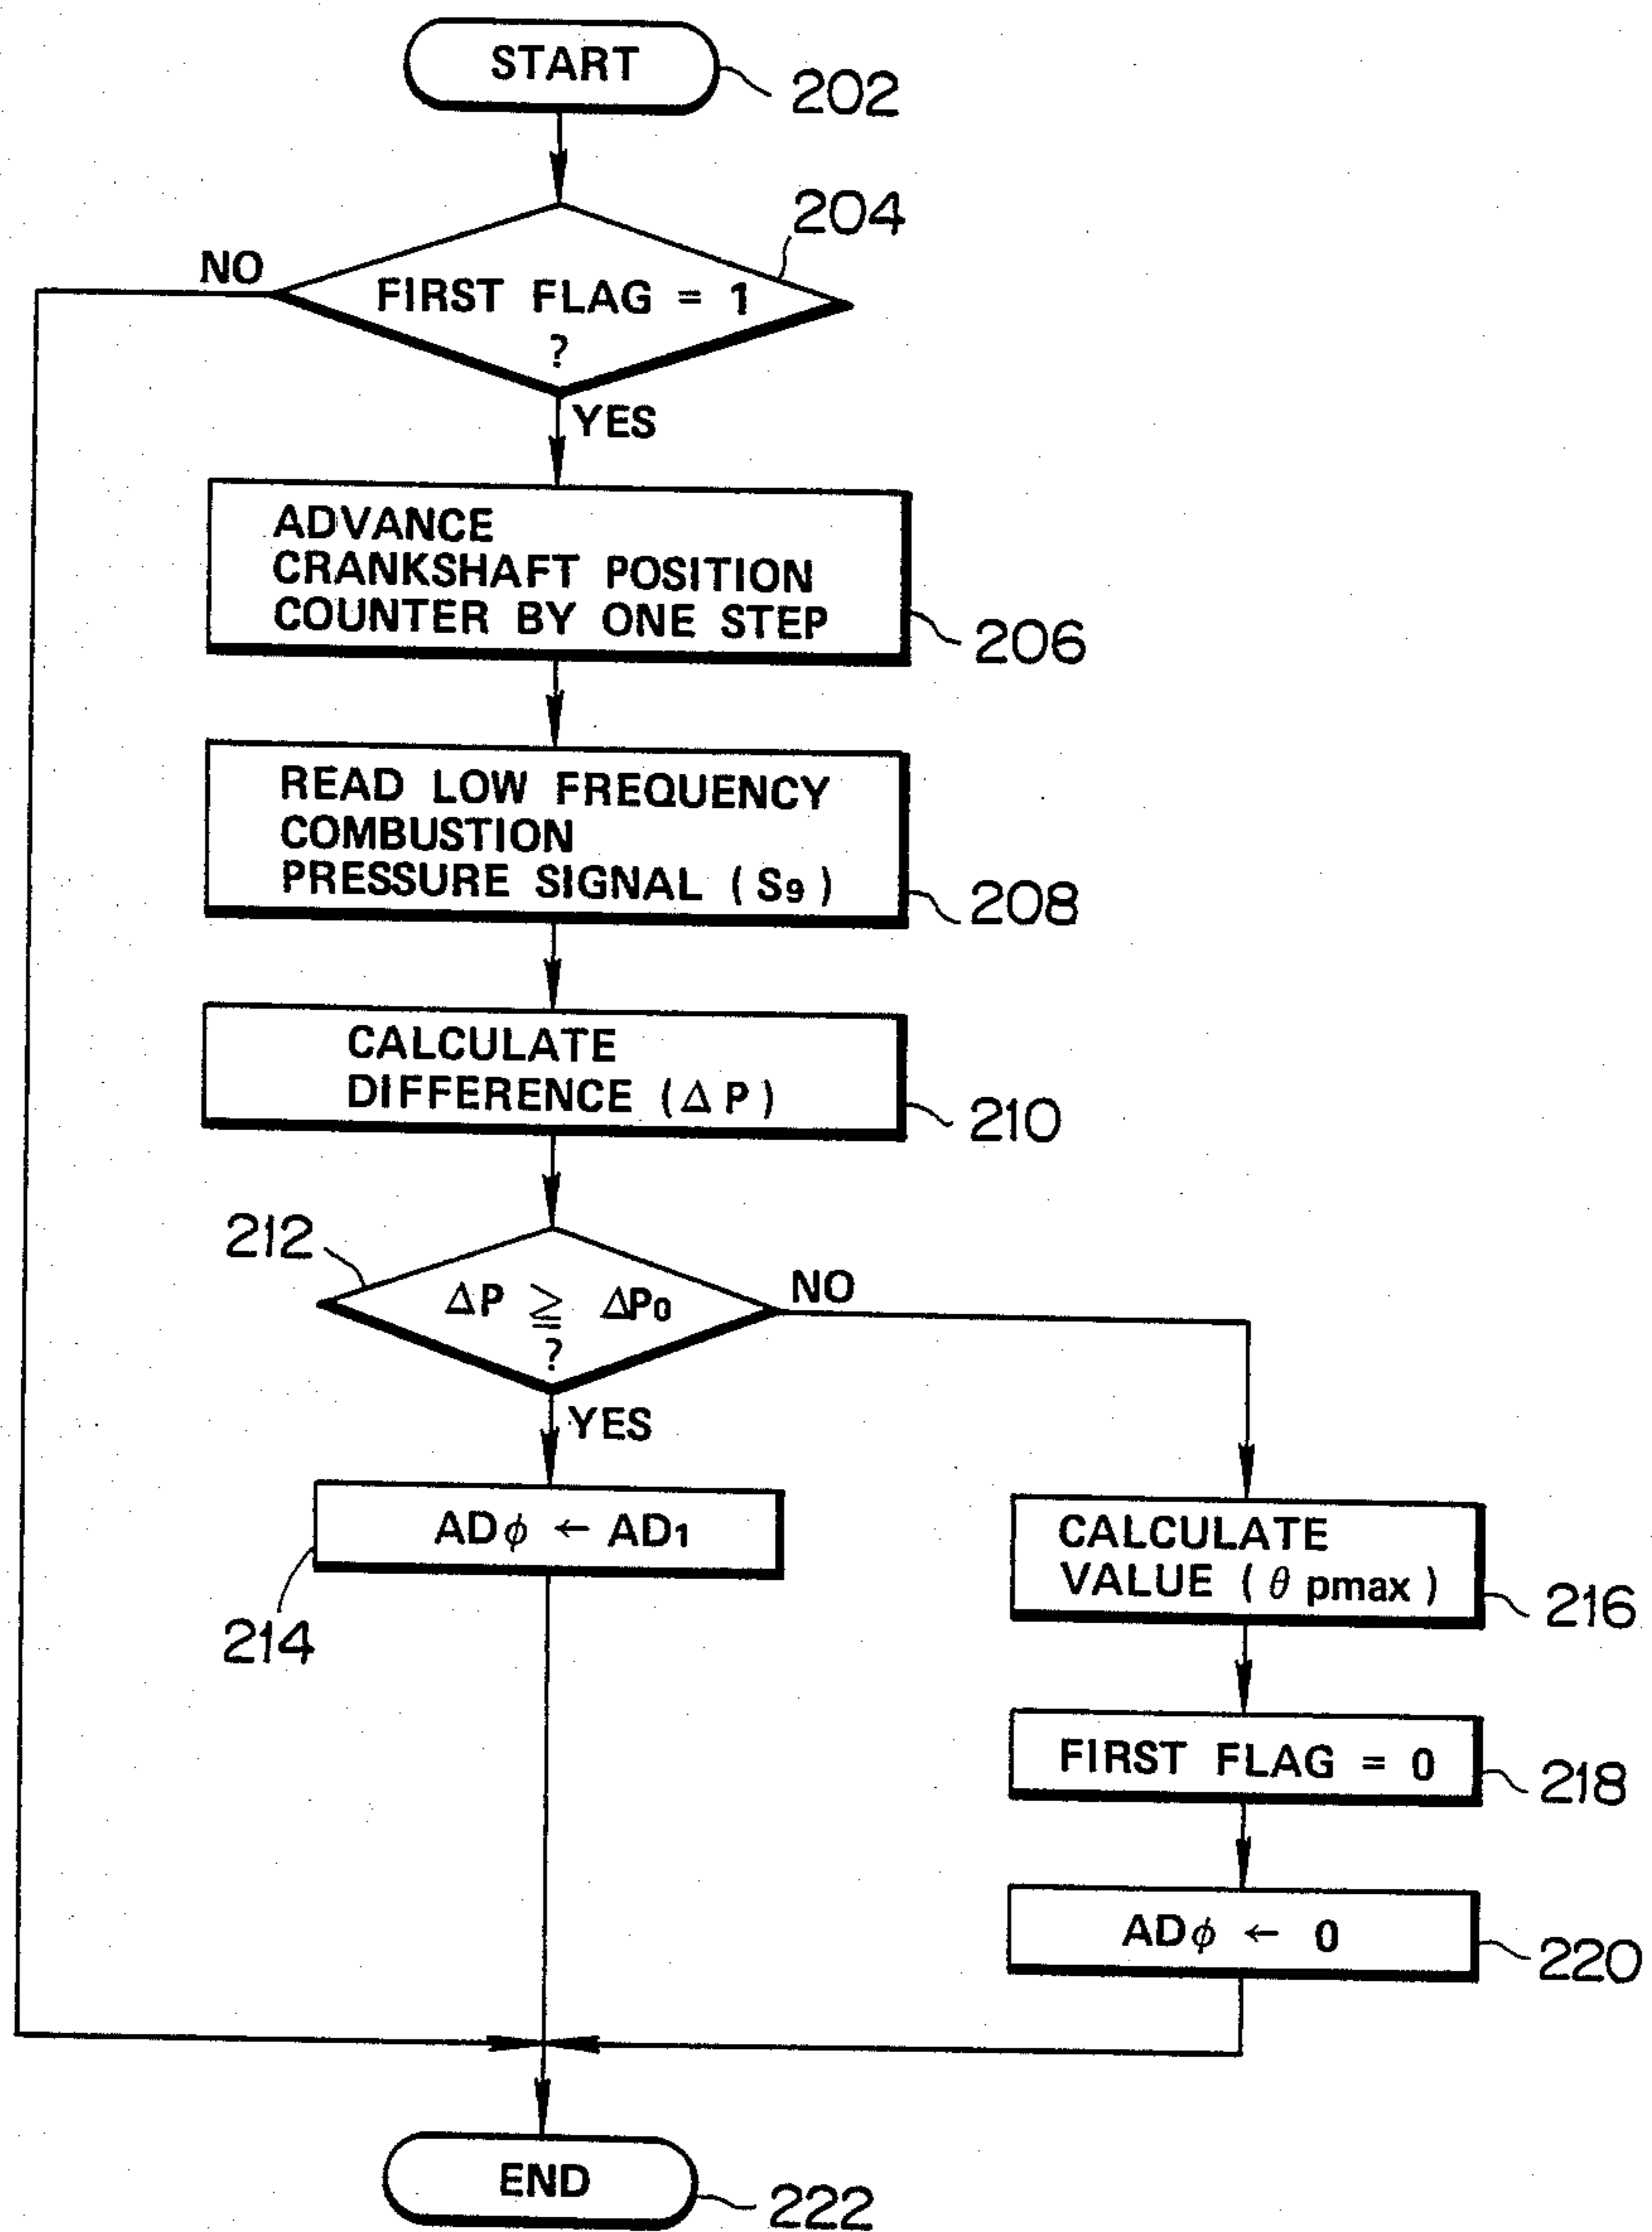 START
202
204
NO
FIRST FLAG = 1
?
YES
ADVANCE
CRANKSHAFT POSITION
COUNTER BY ONE STEP
206
READ LOW FREQUENCY
COMBUSTION
PRESSURE SIGNAL (S9)
208
CALCULATE
DIFFERENCE (ΔP)
210
212
ΔP ≧ ΔP0
?
NO
YES
ADφ ← AD1
214
CALCULATE
VALUE (θ pmax)
216
FIRST FLAG = 0
218
ADφ ← 0
220
END
222